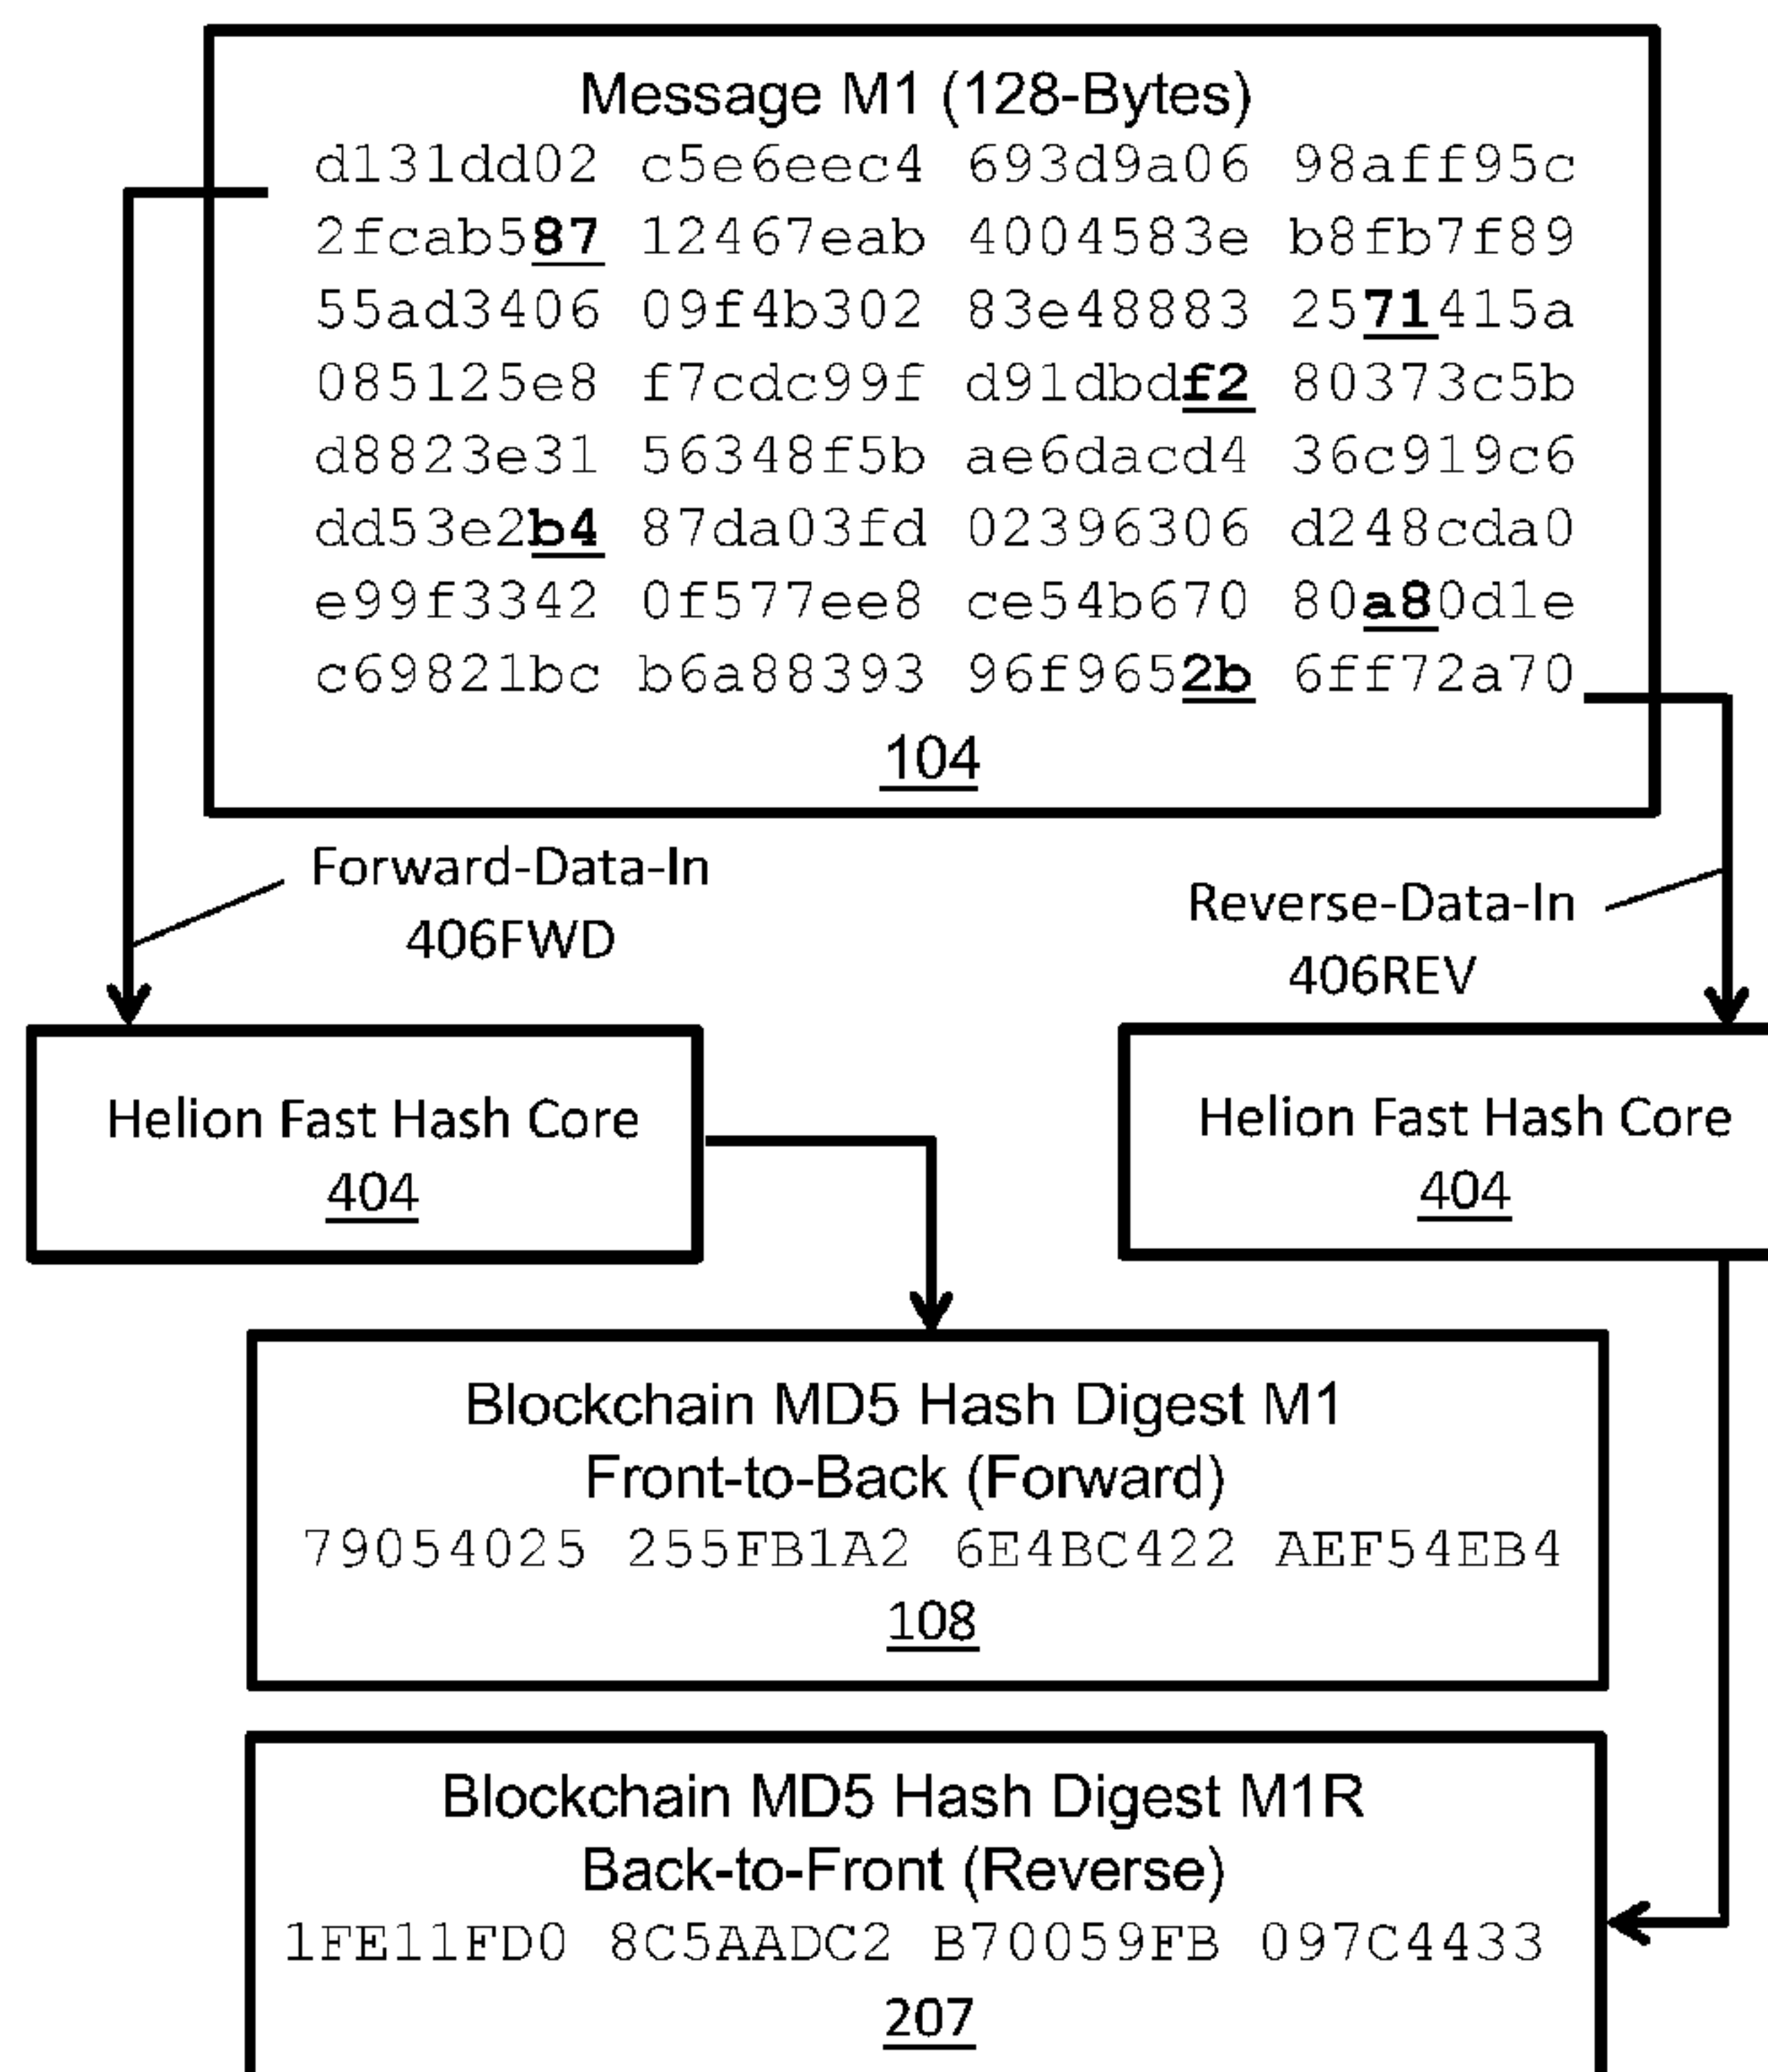 Message M1 (128-Bytes)
d131dd02 c5e6eec4 693d9a06 98aff95c
2fcab587 12467eab 4004583e b8fb7f89
55ad3406 09f4b302 83e48883 2571415a
085125e8 f7cdc99f d91dbdf2 80373c5b
d8823e31 56348f5b ae6dacd4 36c919c6
dd53e2b4 87da03fd 02396306 d248cda0
e99f3342 0f577ee8 ce54b670 80a80d1e
c69821bc b6a88393 96f9652b 6ff72a70
104
Forward-Data-In
406FWD
Reverse-Data-In
406REV
Helion Fast Hash Core
404
Helion Fast Hash Core
404
Blockchain MD5 Hash Digest M1
Front-to-Back (Forward)
79054025 255FB1A2 6E4BC422 AEF54EB4
108
Blockchain MD5 Hash Digest M1R
Back-to-Front (Reverse)
1FE11FD0 8C5AADC2 B70059FB 097C4433
207